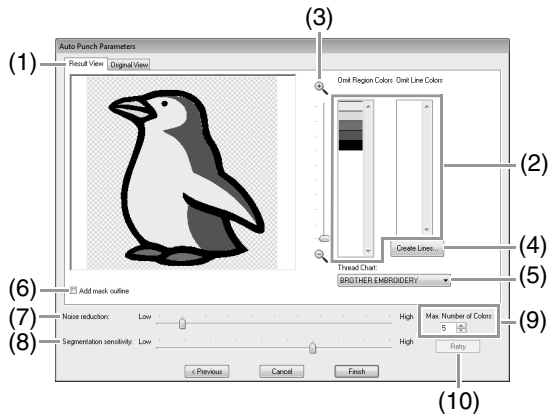 (3)
Auto Punch Parameters
(1)
Result View Original View
Omit Region Colors Omit Line Colors
(2)
Create Lines...
(4)
Thread Chart:
BROTHER EMBROIDERY
(5)
(6)
Add mask outline
(7)
Noise reduction: Low High
Max. Number of Colors:
5
(9)
(8)
Segmentation sensitivity: Low High
Retry
< Previous Cancel Finish
(10)